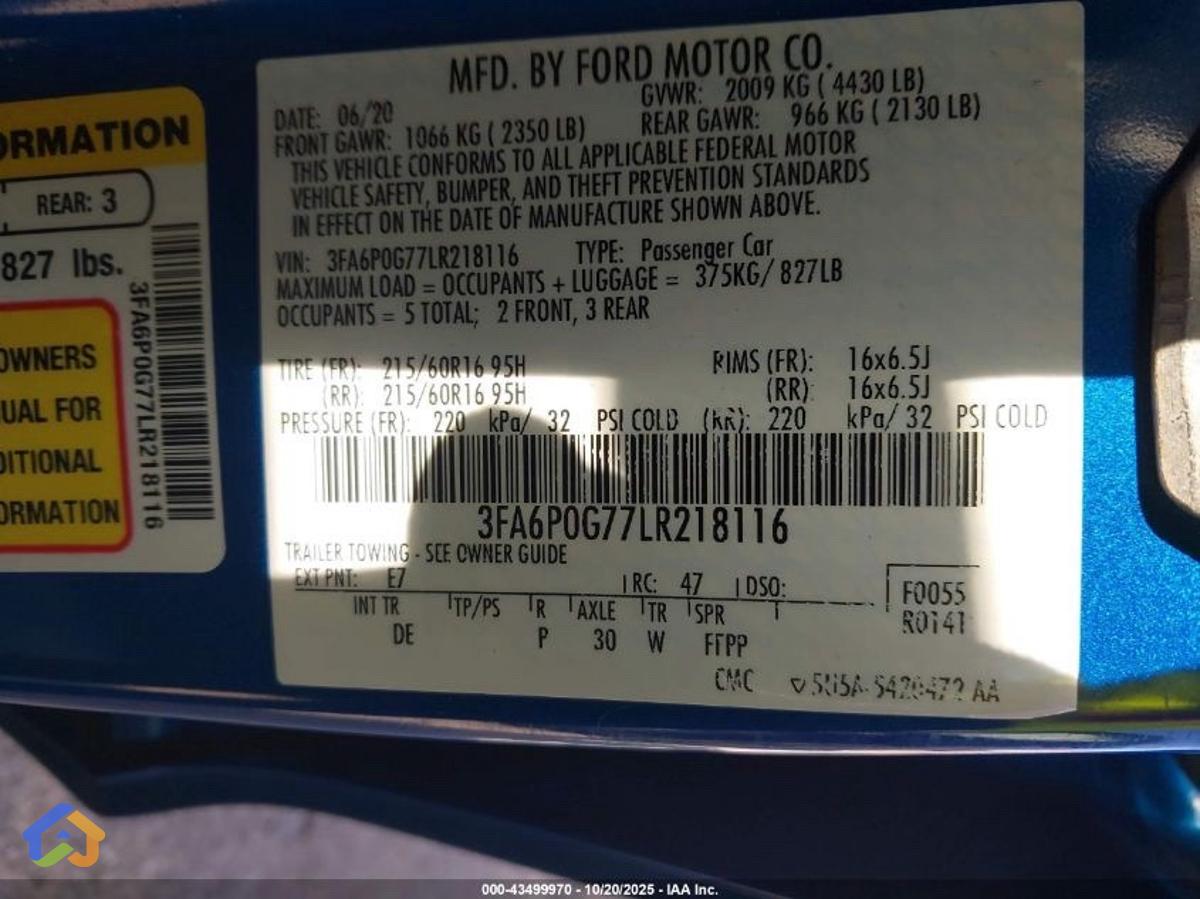 ORMATION
REAR: 3
827 lbs.
OWNERS
UAL FOR
DITIONAL
ORMATION
3FA6P0G77LR218116
MFD. BY FORD MOTOR CO.
DATE: 06/20 GVWR: 2009 KG ( 4430 LB)
FRONT GAWR: 1066 KG ( 2350 LB) REAR GAWR: 966 KG ( 2130 LB)
THIS VEHICLE CONFORMS TO ALL APPLICABLE FEDERAL MOTOR
VEHICLE SAFETY, BUMPER, AND THEFT PREVENTION STANDARDS
IN EFFECT ON THE DATE OF MANUFACTURE SHOWN ABOVE.
VIN: 3FA6P0G77LR218116 TYPE: Passenger Car
MAXIMUM LOAD = OCCUPANTS + LUGGAGE = 375KG/ 827LB
OCCUPANTS = 5 TOTAL; 2 FRONT, 3 REAR
TIRE (FR): 215/60R16 95H RIMS (FR): 16x6.5J
(RR): 215/60R16 95H (RR): 16x6.5J
PRESSURE (FR): 220 kPa/ 32 PSI COLD (RR): 220 kPa/ 32 PSI COLD
3FA6P0G77LR218116
TRAILER TOWING - SEE OWNER GUIDE
EXT PNT: E7 RC: 47 DSO:
INT TR TP/PS R AXLE TR SPR
DE P 30 W FFPP
F0055
R0141
CMC
000-43499970 - 10/20/2025 - IAA Inc.